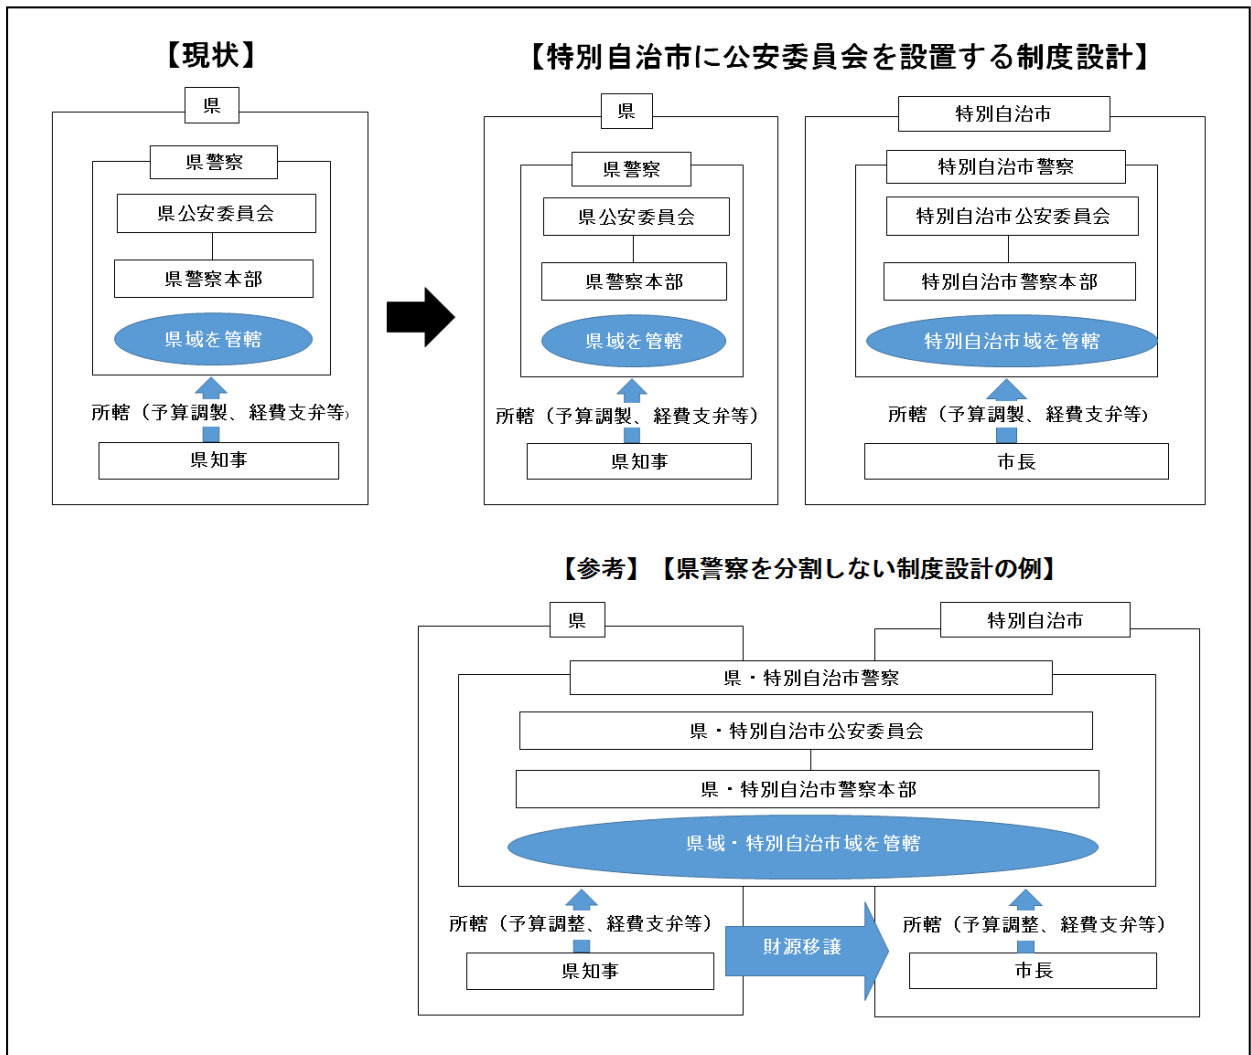 【現状】
県
県警察
県公安委員会
県警察本部
県域を管轄
所轄（予算調製、経費支弁等）
県知事
【特別自治市に公安委員会を設置する制度設計】
県
県警察
県公安委員会
県警察本部
県域を管轄
所轄（予算調製、経費支弁等）
県知事
特別自治市
特別自治市警察
特別自治市公安委員会
特別自治市警察本部
特別自治市域を管轄
所轄（予算調製、経費支弁等）
市長
【参考】【県警察を分割しない制度設計の例】
県
特別自治市
県・特別自治市警察
県・特別自治市公安委員会
県・特別自治市警察本部
県域・特別自治市域を管轄
所轄（予算調整、経費支弁等）
県知事
財源移譲
所轄（予算調整、経費支弁等）
市長